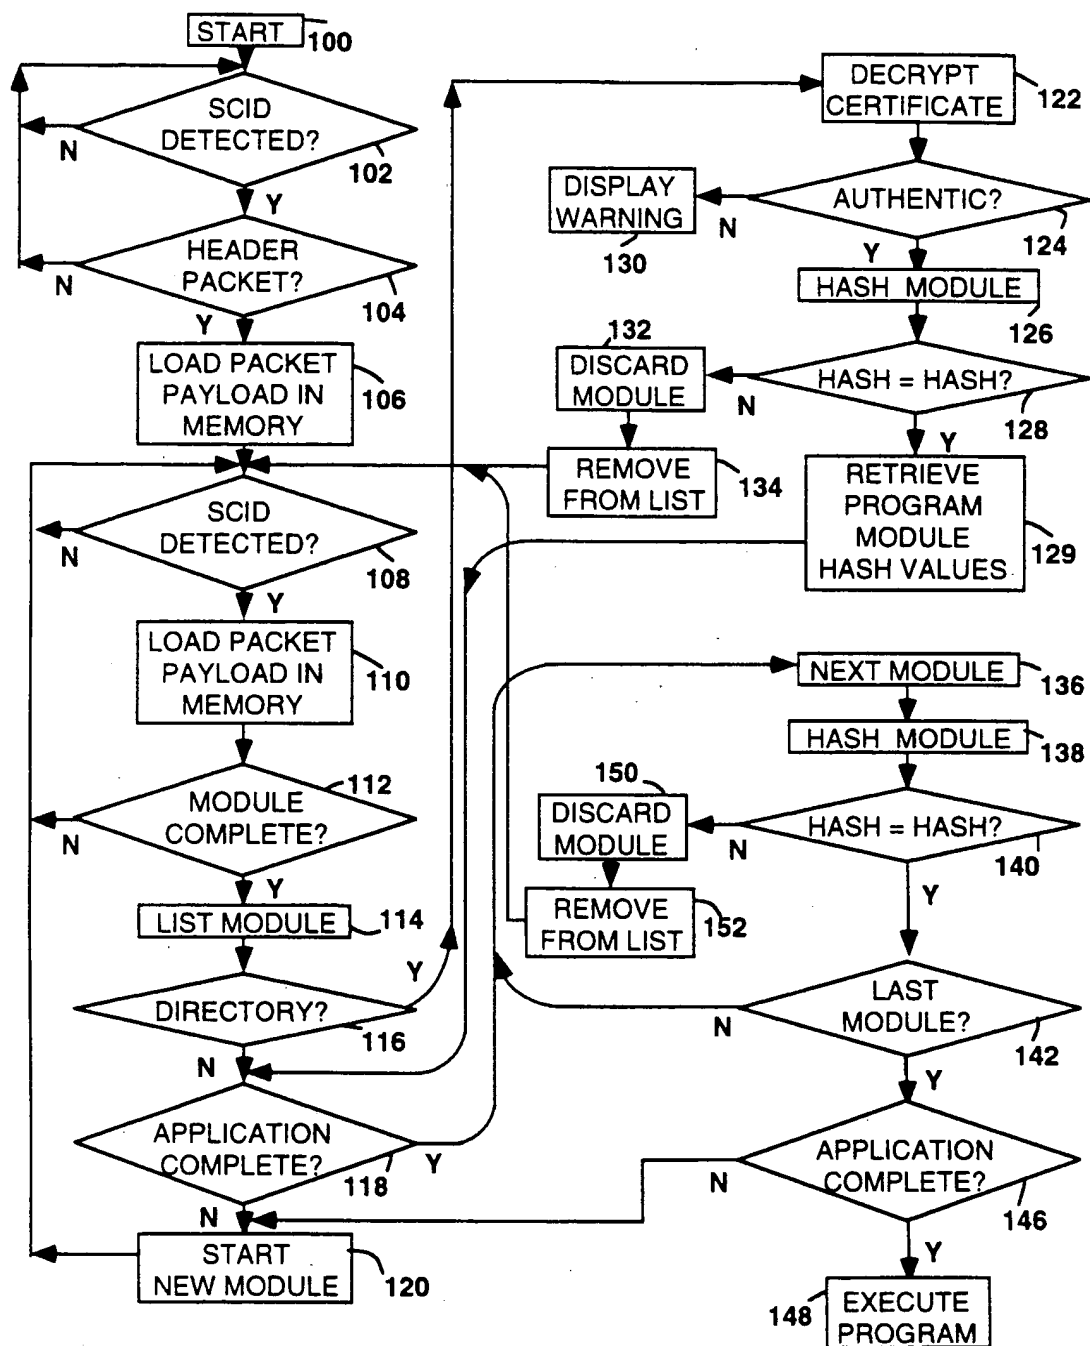 START
100
SCID
DETECTED?
102
N
Y
HEADER
PACKET?
104
N
Y
LOAD PACKET
PAYLOAD IN
MEMORY
106
SCID
DETECTED?
108
N
Y
LOAD PACKET
PAYLOAD IN
MEMORY
110
MODULE
COMPLETE?
112
N
Y
LIST MODULE
114
DIRECTORY?
116
Y
N
APPLICATION
COMPLETE?
118
Y
N
START
NEW MODULE
120
DECRYPT
CERTIFICATE
122
AUTHENTIC?
124
N
Y
DISPLAY
WARNING
130
HASH MODULE
126
HASH = HASH?
128
N
Y
132
DISCARD
MODULE
REMOVE
FROM LIST
134
RETRIEVE
PROGRAM
MODULE
HASH VALUES
129
NEXT MODULE
136
HASH MODULE
138
HASH = HASH?
140
N
Y
150
DISCARD
MODULE
REMOVE
FROM LIST
152
LAST
MODULE?
142
N
Y
APPLICATION
COMPLETE?
146
N
Y
EXECUTE
PROGRAM
148